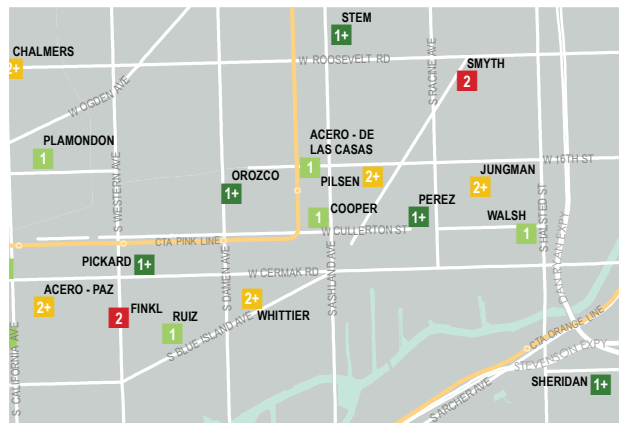 STEM
1+
CHALMERS
2+
W ROOSEVELT RD
SMYTH
2
S RACINE AVE
W OGDEN AVE
PLAMONDON
1
ACERO - DE
LAS CASAS
1
W 16TH ST
S WESTERN AVE
OROZCO
1+
PILSEN
2+
JUNGMAN
2+
COOPER
1
PEREZ
1+
WALSH
1
W CULLERTON ST
S HALSTED ST
CTA PINK LINE
PICKARD
1+
S DAMEN AVE
W CERMAK RD
S ASHLAND AVE
DAN RYAN EXPY
ACERO - PAZ
2+
FINKL
2
RUIZ
1
2+
WHITTIER
S BLUE ISLAND AVE
S CALIFORNIA AVE
CTA ORANGE LINE
STEVENSON EXPY
S ARCHER AVE
SHERIDAN
1+